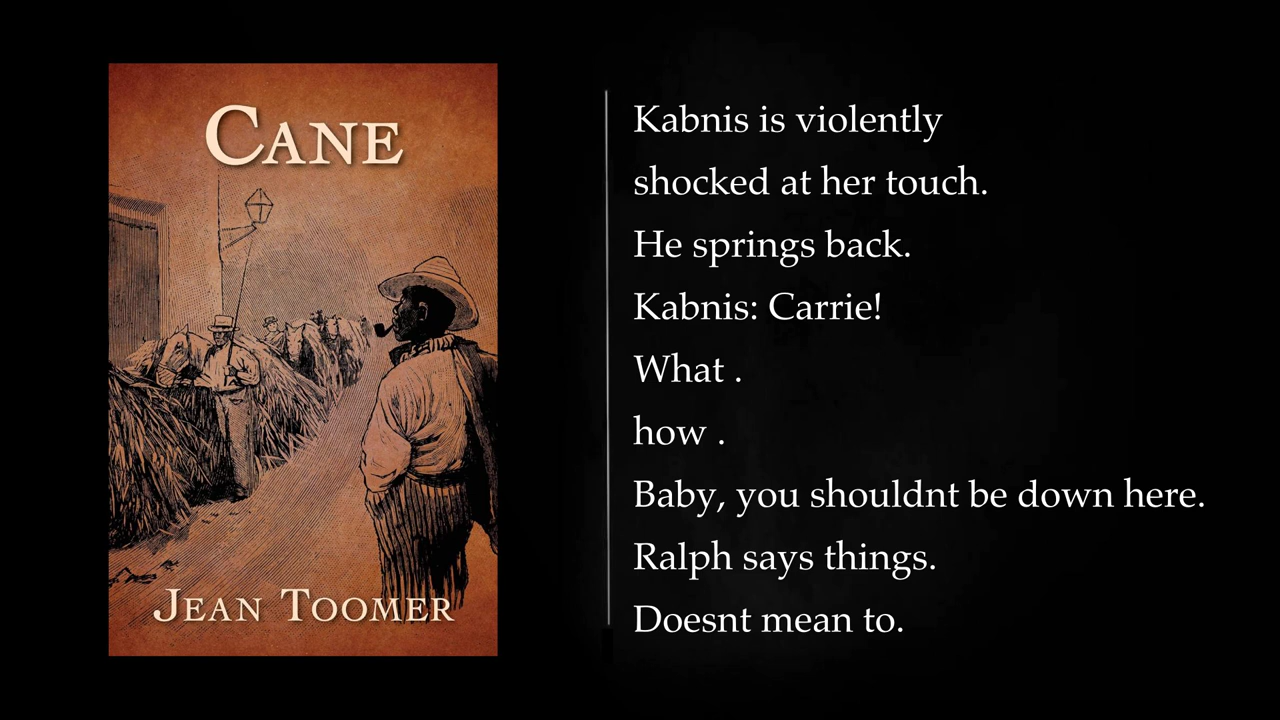 CANE
JEAN TOOMER
Kabnis is violently
shocked at her touch.
He springs back.
Kabnis: Carrie!
What .
how .
Baby, you shouldnt be down here.
Ralph says things.
Doesnt mean to.